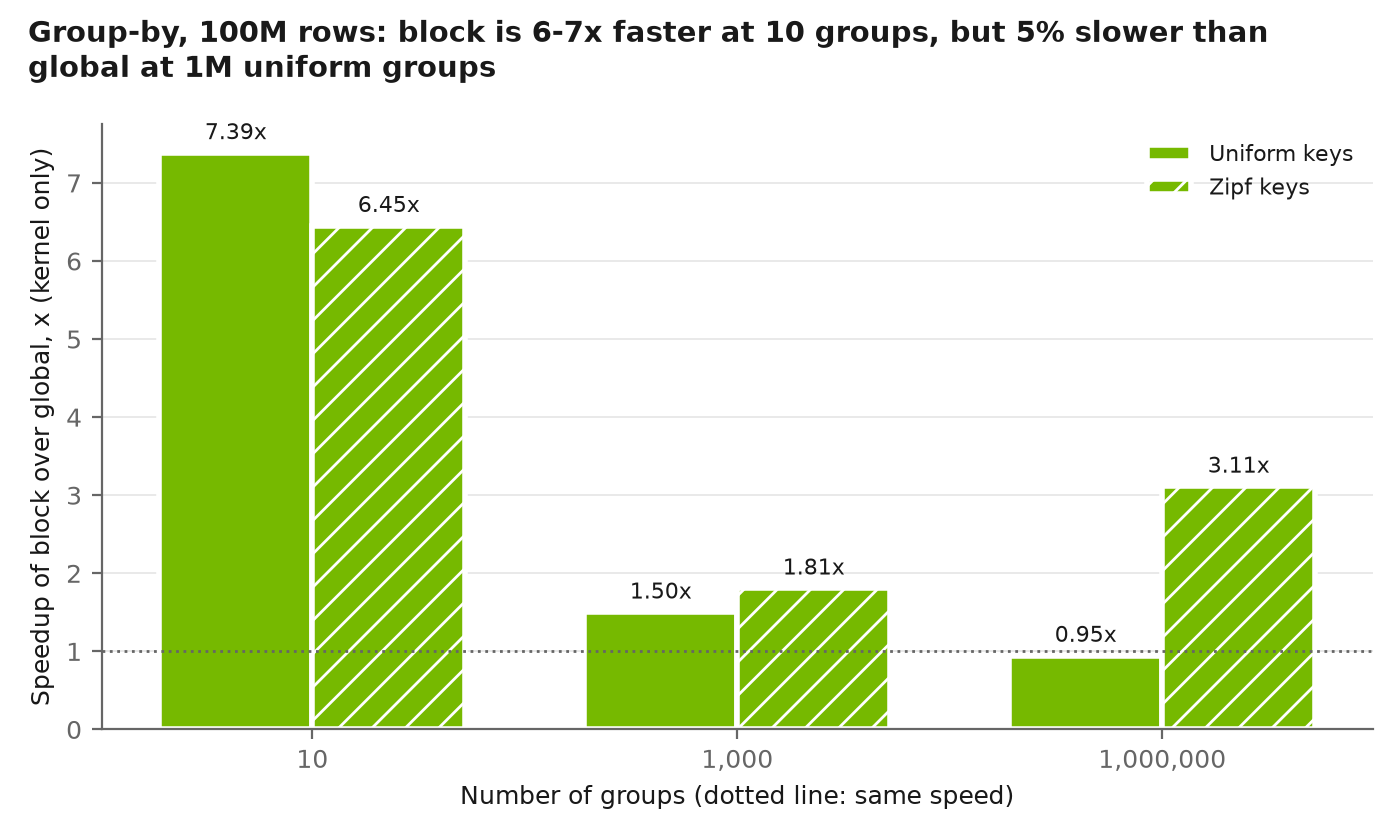 Group-by, 100M rows: block is 6-7x faster at 10 groups, but 5% slower than
global at 1M uniform groups
Speedup of block over global, x (kernel only)
7
6
5
4
3
2
1
0
7.39x
6.45x
1.50x
1.81x
0.95x
3.11x
Uniform keys
Zipf keys
10
1,000
1,000,000
Number of groups (dotted line: same speed)